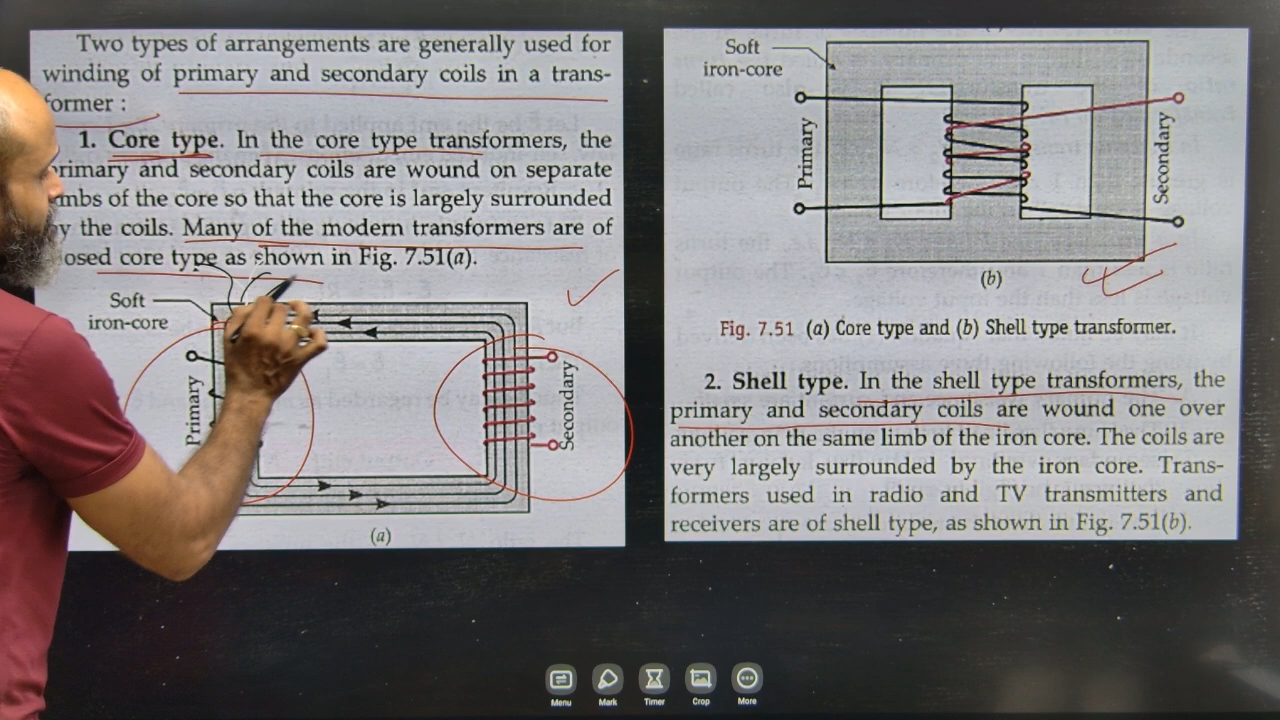 Two types of arrangements are generally used for
winding of primary and secondary coils in a trans-
former :
1. Core type. In the core type transformers, the
primary and secondary coils are wound on separate
of the core so that the core is largely surrounded
by the coils. Many of the modern transformers are of
core type as shown in Fig. 7.51(a).
Soft
iron-core
Primary
Secondary
(a)
Soft
iron-core
Primary
Secondary
(b)
Fig. 7.51 (a) Core type and (b) Shell type transformer.
2. Shell type. In the shell type transformers, the
primary and secondary coils are wound one over
another on the same limb of the iron core. The coils are
very largely surrounded by the iron core. Trans-
formers used in radio and TV transmitters and
receivers are of shell type, as shown in Fig. 7.51(b).
Menu
Mark
Timer
Crop
More